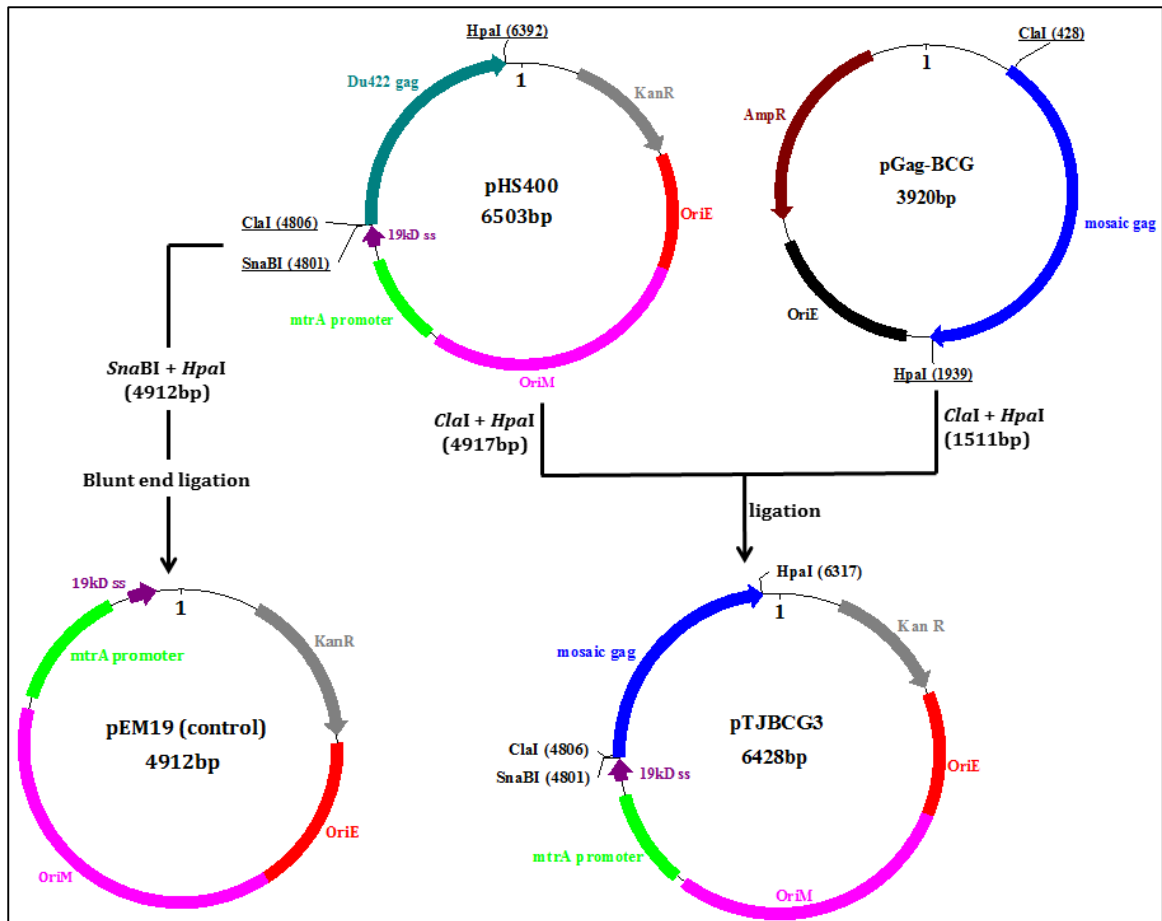 HpaI (6392)
1
Du422 gag
KanR
pHS400
6503bp
OriE
ClaI (4806)
19kD ss
SnaBI (4801)
mtrA promoter
OriM
ClaI (428)
1
AmpR
pGag-BCG
3920bp
mosaic gag
OriE
HpaI (1939)
SnaBI + HpaI
(4912bp)
Blunt end ligation
ClaI + HpaI
(4917bp)
ClaI + HpaI
(1511bp)
ligation
19kD ss
1
KanR
mtrA promoter
pEM19 (control)
4912bp
OriE
OriM
HpaI (6317)
1
Kan R
mosaic gag
pTJBCG3
6428bp
ClaI (4806)
SnaBI (4801)
19kD ss
OriE
mtrA promoter
OriM